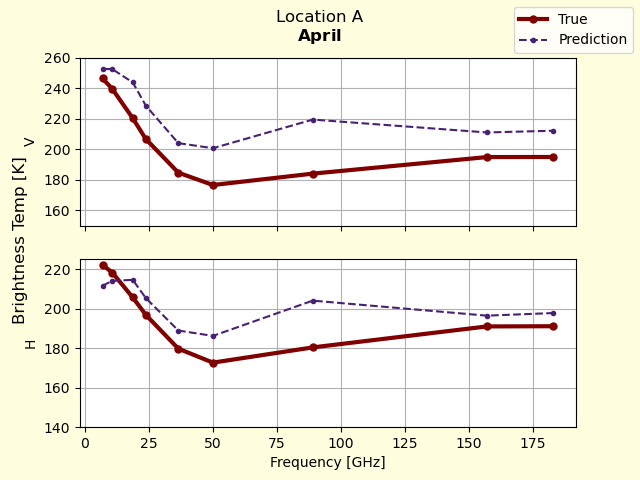 Location A
April
True
Prediction
260
240
220
200
180
160
V
Brightness Temp [K]
220
200
180
160
140
H
0 25 50 75 100 125 150 175
Frequency [GHz]